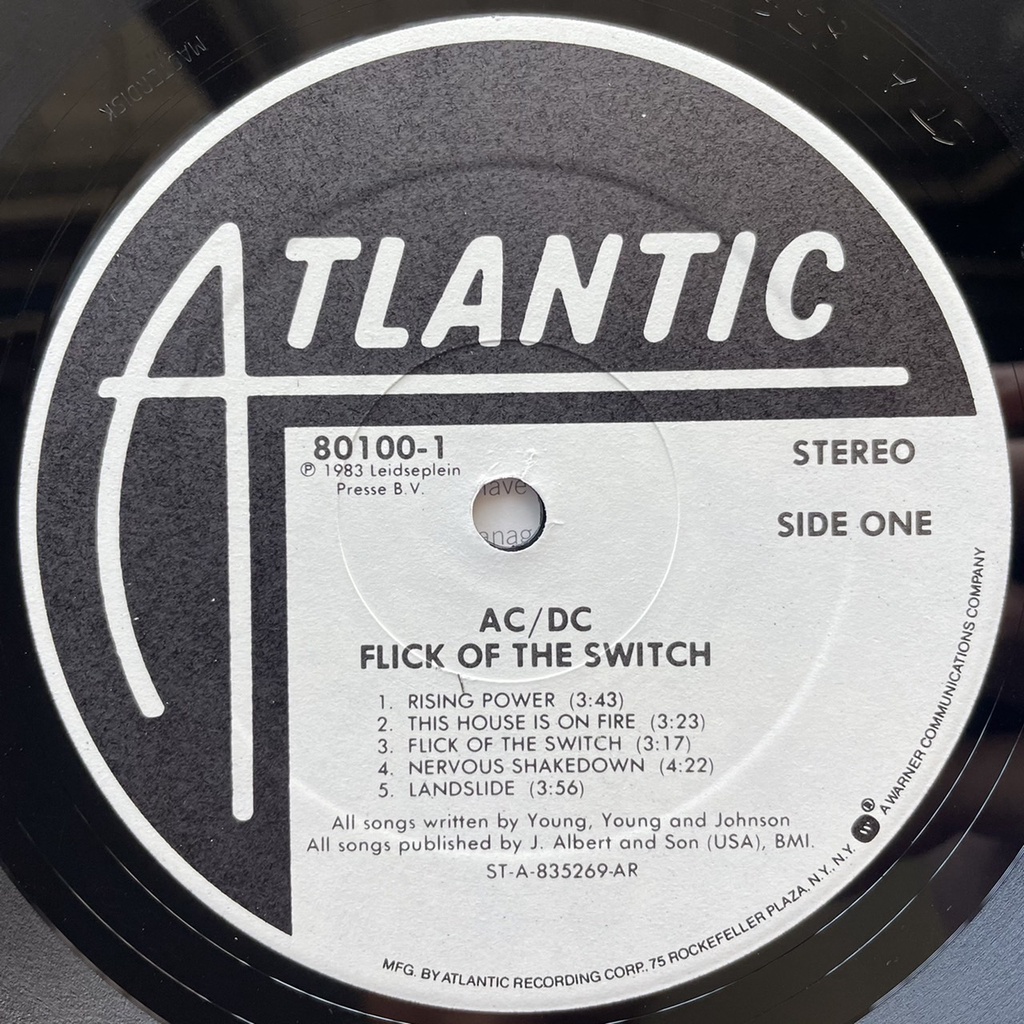 MASTERDISK
ATLANTIC
80100-1
℗ 1983 Leidseplein
Presse B.V.
STEREO
SIDE ONE
have
anag
AC/DC
FLICK OF THE SWITCH
1. RISING POWER (3:43)
2. THIS HOUSE IS ON FIRE (3:23)
3. FLICK OF THE SWITCH (3:17)
4. NERVOUS SHAKEDOWN (4:22)
5. LANDSLIDE (3:56)
All songs written by Young, Young and Johnson
All songs published by J. Albert and Son (USA), BMI.
ST-A-835269-AR
MFG. BY ATLANTIC RECORDING CORP., 75 ROCKEFELLER PLAZA, N.Y., N.Y. ® A WARNER COMMUNICATIONS COMPANY